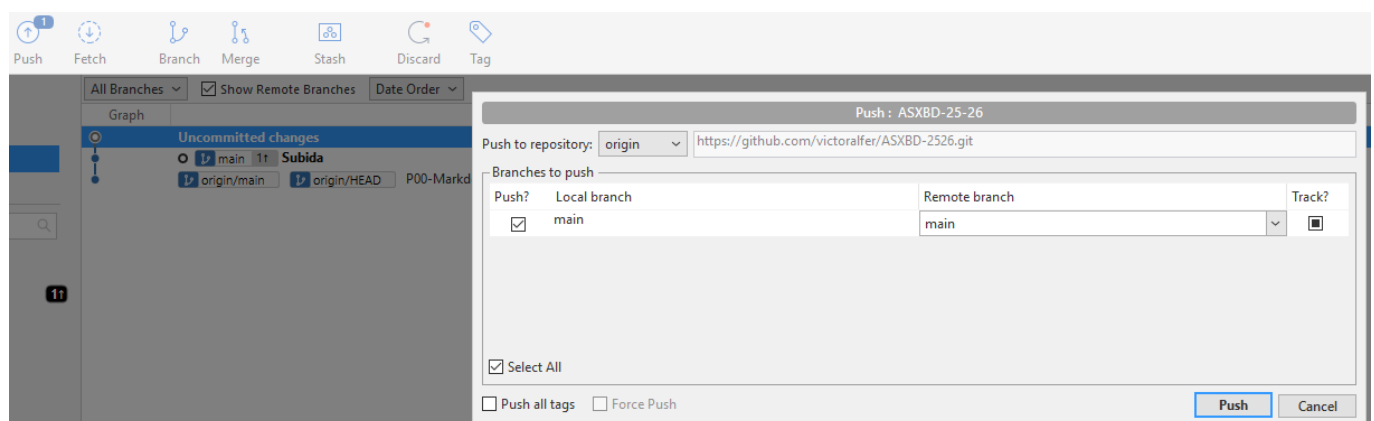 1
Push Fetch Branch Merge Stash Discard Tag
All Branches Show Remote Branches Date Order
Graph
Uncommitted changes
main 1↑ Subida
origin/main origin/HEAD P00-Markd
1↑
Push : ASXBD-25-26
Push to repository: origin https://github.com/victoralfer/ASXBD-2526.git
Branches to push
Push? Local branch Remote branch Track?
main main
Select All
Push all tags Force Push Push Cancel